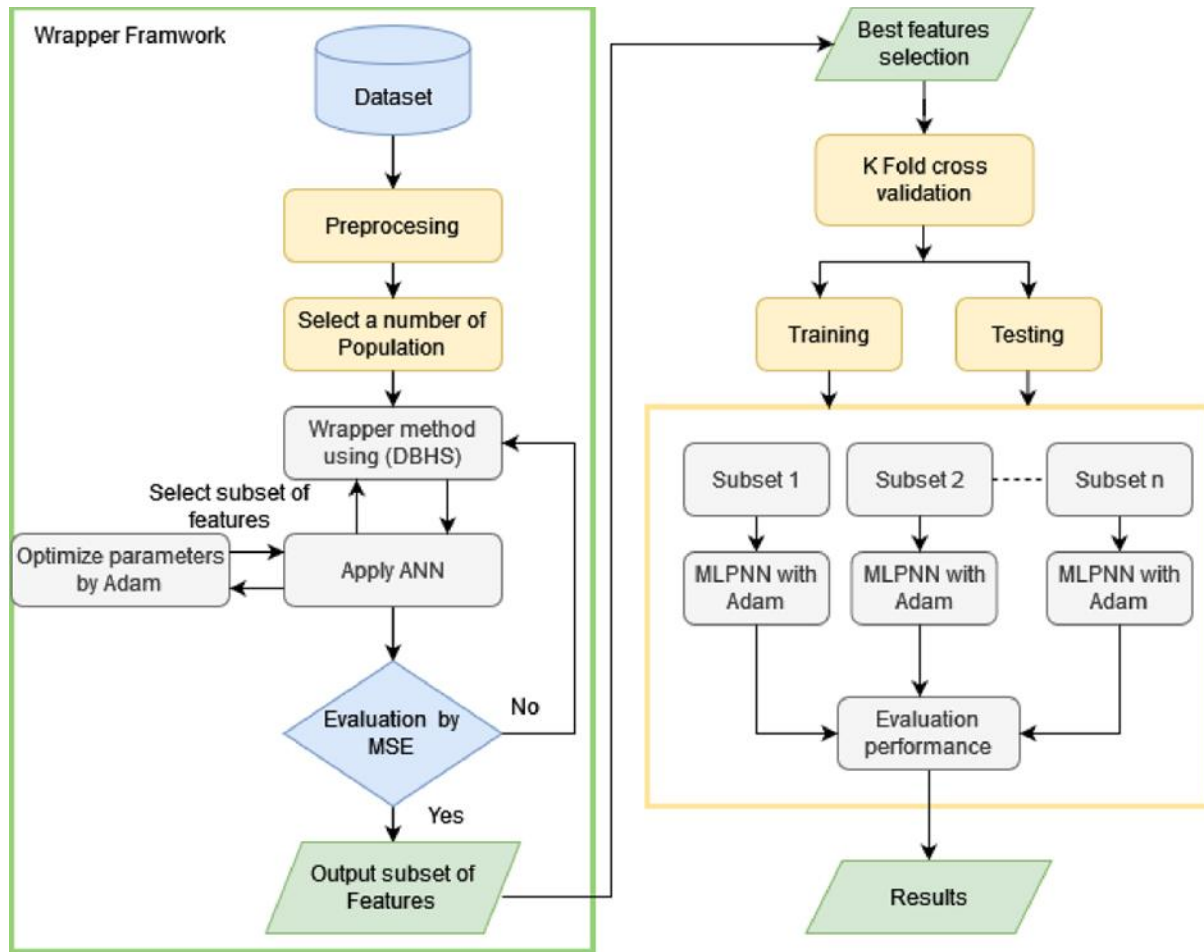 Wrapper Framwork
Dataset
Preprocesing
Select a number of
Population
Wrapper method
using (DBHS)
Select subset of
features
Optimize parameters
by Adam
Apply ANN
Evaluation by
MSE
No
Yes
Output subset of
Features
Best features
selection
K Fold cross
validation
Training
Testing
Subset 1
Subset 2
Subset n
MLPNN with
Adam
MLPNN with
Adam
MLPNN with
Adam
Evaluation
performance
Results